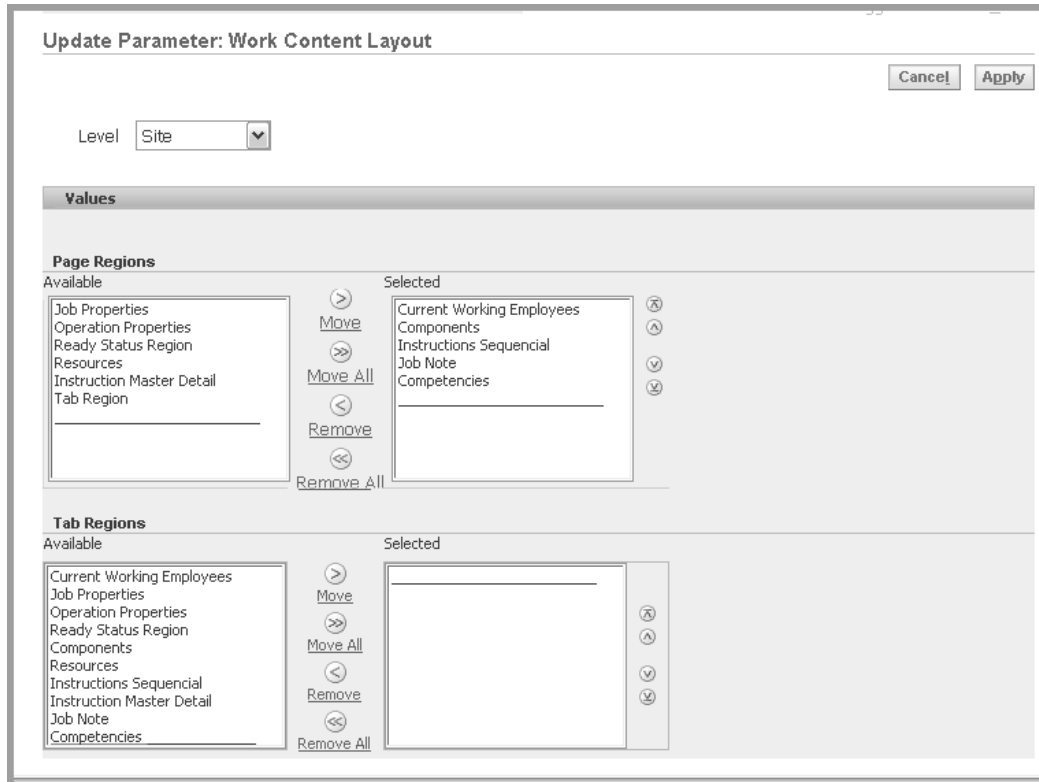 Update Parameter: Work Content Layout
Cancel Apply
Level Site
Values
Page Regions
Available
Job Properties
Operation Properties
Ready Status Region
Resources
Instruction Master Detail
Tab Region
Move
Move All
Remove
Remove All
Selected
Current Working Employees
Components
Instructions Sequencial
Job Note
Competencies
Tab Regions
Available
Current Working Employees
Job Properties
Operation Properties
Ready Status Region
Components
Resources
Instructions Sequencial
Instruction Master Detail
Job Note
Competencies
Move
Move All
Remove
Remove All
Selected